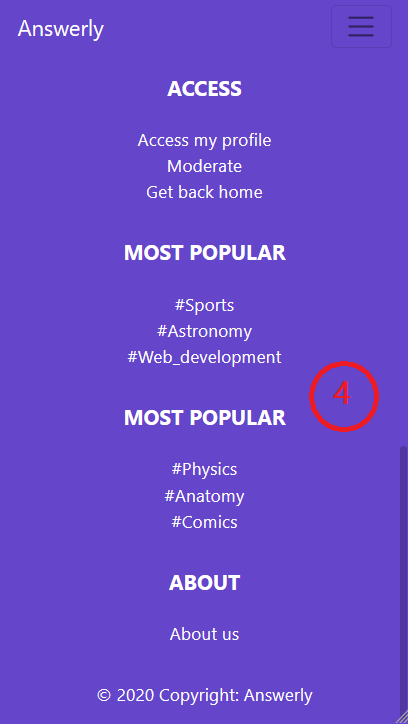 Answerly
ACCESS
Access my profile
Moderate
Get back home
MOST POPULAR
#Sports
#Astronomy
#Web_development
4
MOST POPULAR
#Physics
#Anatomy
#Comics
ABOUT
About us
© 2020 Copyright: Answerly